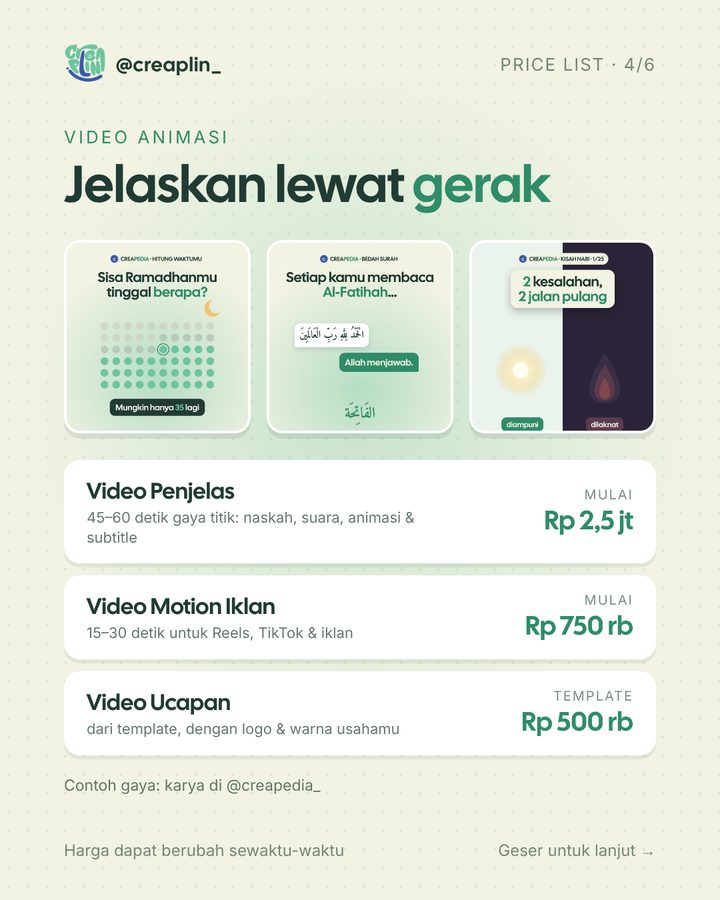 CREAPLIN
@creaplin_
PRICE LIST · 4/6
VIDEO ANIMASI
Jelaskan lewat gerak
CREAPEDIA · HITUNG WAKTUMU
Sisa Ramadhanmu
tinggal berapa?
Mungkin hanya 35 lagi
CREAPEDIA · BEDAH SURAH
Setiap kamu membaca
Al-Fatihah...
الْحَمْدُ لِلَّهِ رَبِّ الْعَالَمِينَ
Allah menjawab.
الفَاتِحَة
CREAPEDIA · KISAH NABI · 1/25
2 kesalahan,
2 jalan pulang
diampuni
dilaknat
Video Penjelas
45–60 detik gaya titik: naskah, suara, animasi &
subtitle
MULAI
Rp 2,5 jt
Video Motion Iklan
15–30 detik untuk Reels, TikTok & iklan
MULAI
Rp 750 rb
Video Ucapan
dari template, dengan logo & warna usahamu
TEMPLATE
Rp 500 rb
Contoh gaya: karya di @creapedia_
Harga dapat berubah sewaktu-waktu
Geser untuk lanjut →